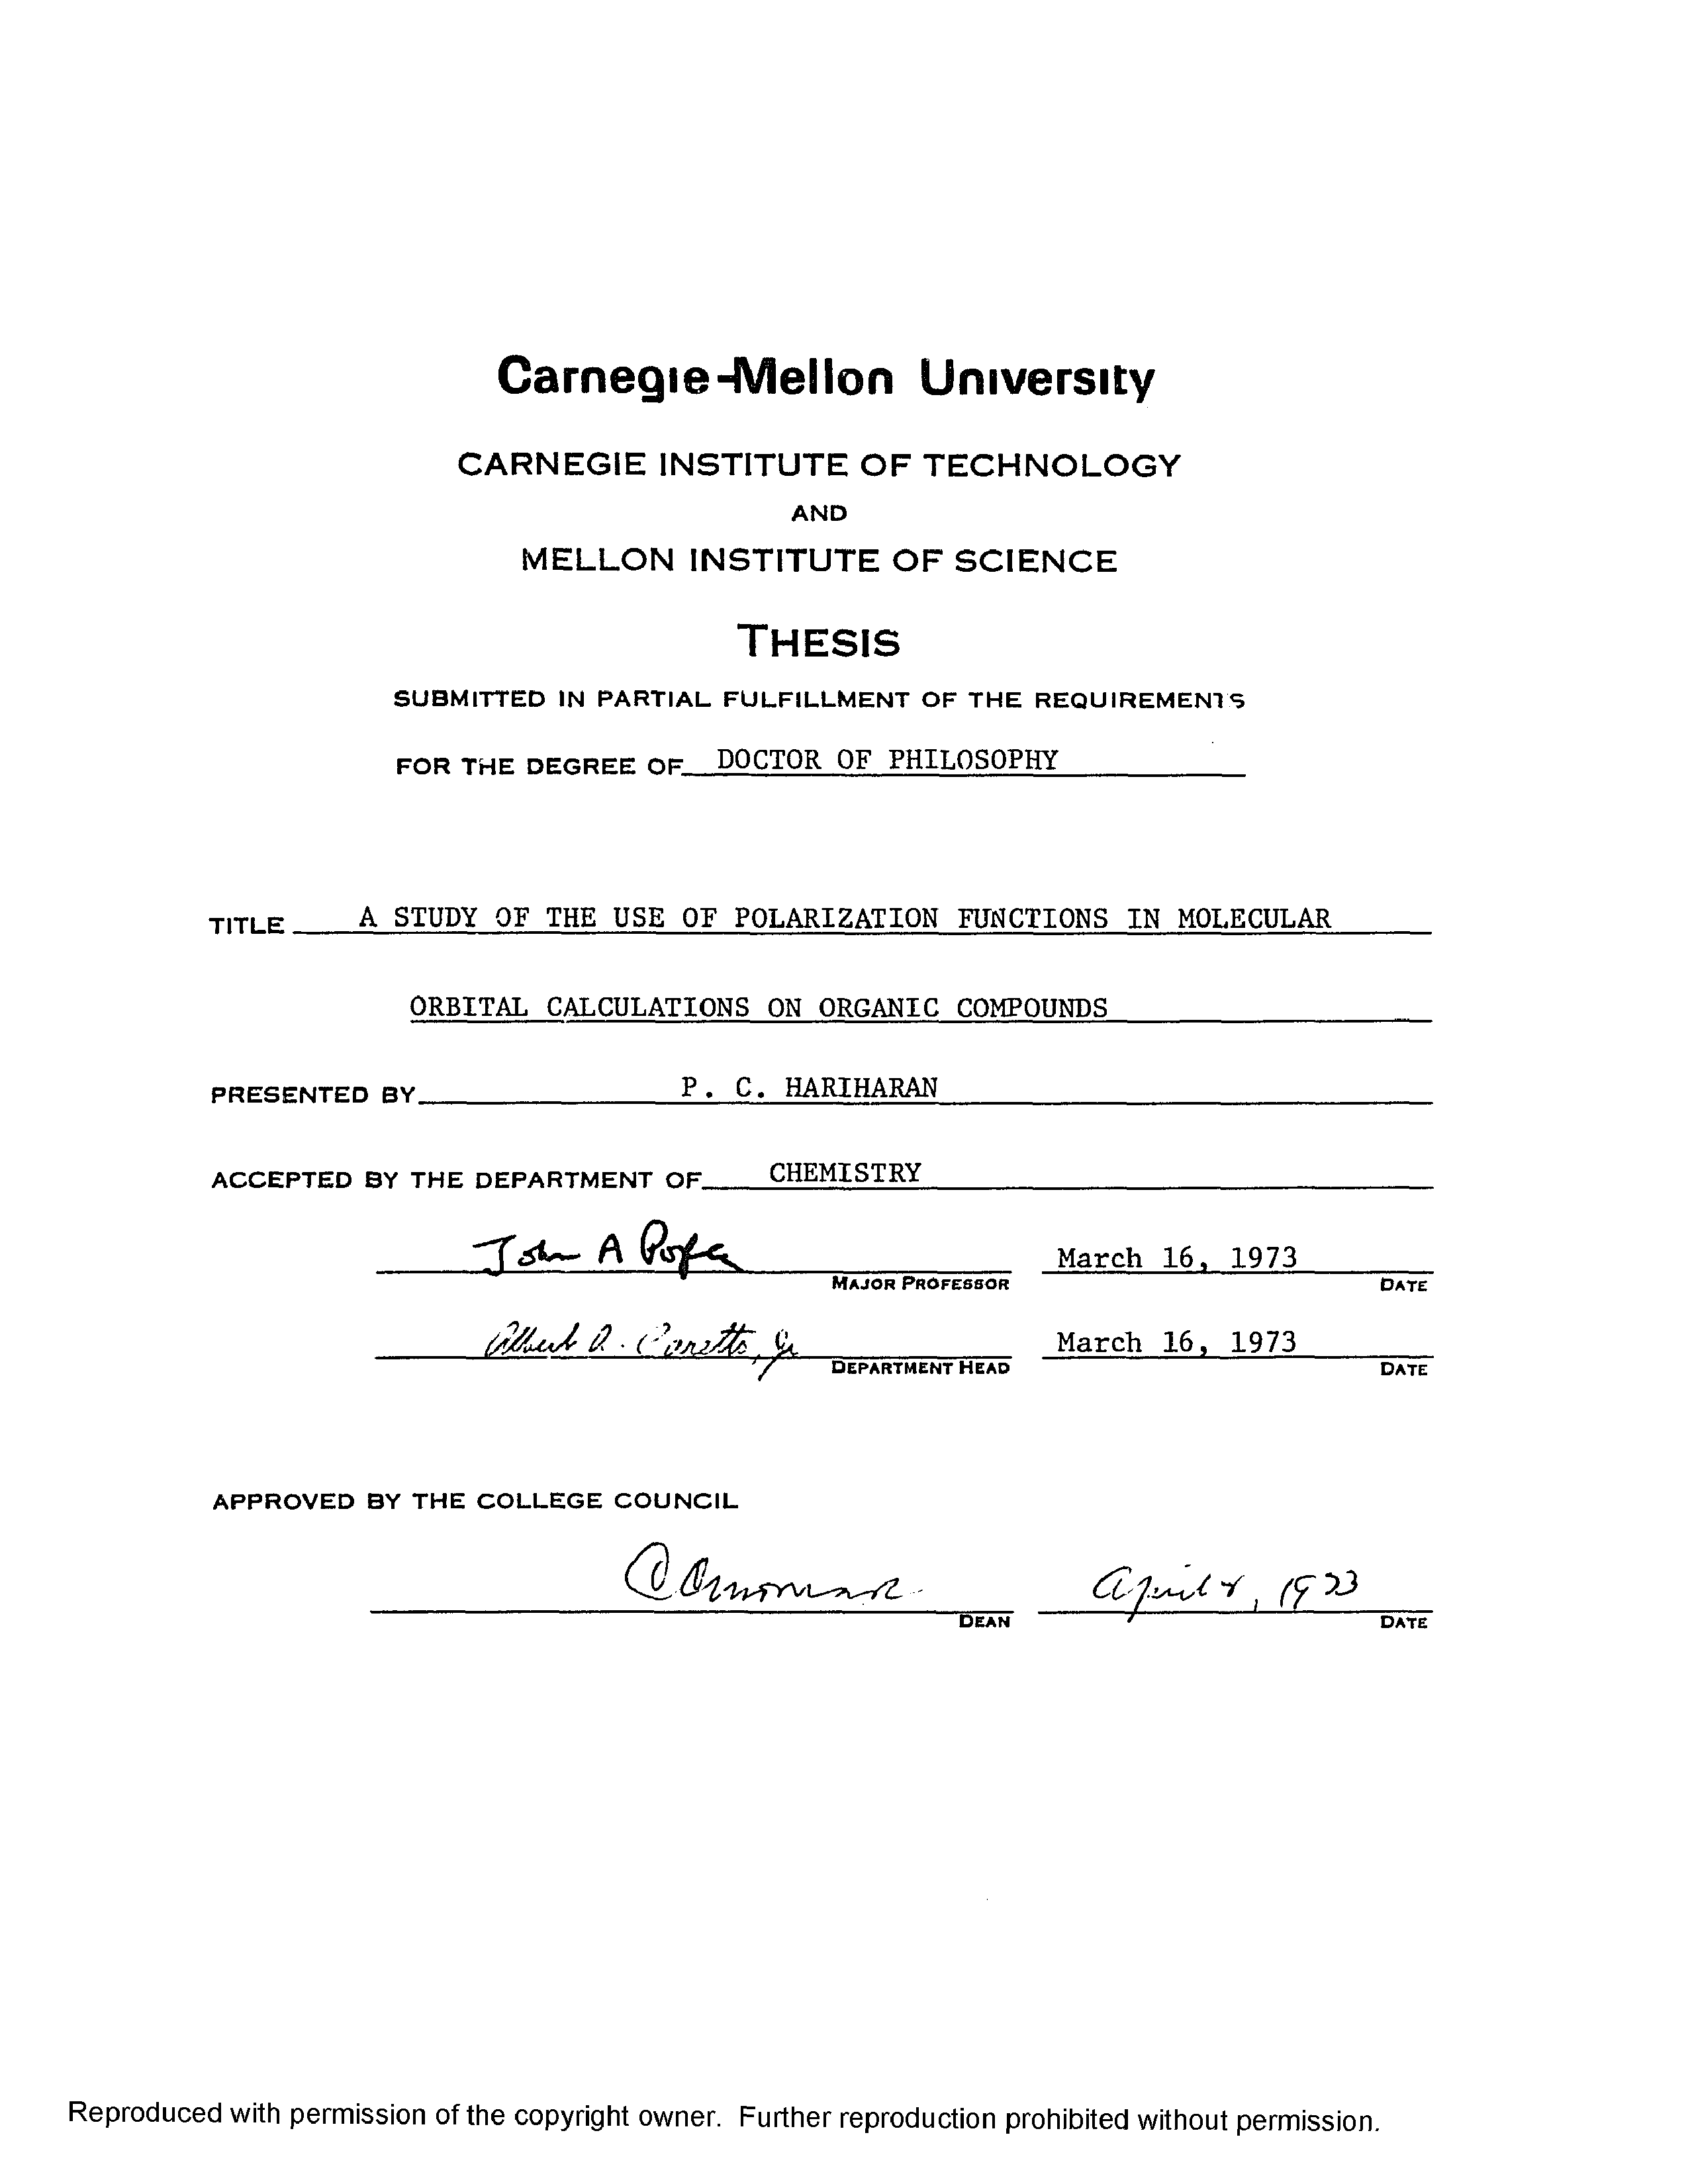 Carnegie-Mellon University
CARNEGIE INSTITUTE OF TECHNOLOGY
AND
MELLON INSTITUTE OF SCIENCE
THESIS
SUBMITTED IN PARTIAL FULFILLMENT OF THE REQUIREMENTS
FOR THE DEGREE OF DOCTOR OF PHILOSOPHY
TITLE A STUDY OF THE USE OF POLARIZATION FUNCTIONS IN MOLECULAR
ORBITAL CALCULATIONS ON ORGANIC COMPOUNDS
PRESENTED BY P. C. HARIHARAN
ACCEPTED BY THE DEPARTMENT OF CHEMISTRY
John A Pople March 16, 1973
MAJOR PROFESSOR DATE
Albert A. Caretto, Jr March 16, 1973
DEPARTMENT HEAD DATE
APPROVED BY THE COLLEGE COUNCIL
April
DEAN DATE
Reproduced with permission of the copyright owner. Further reproduction prohibited without permission.